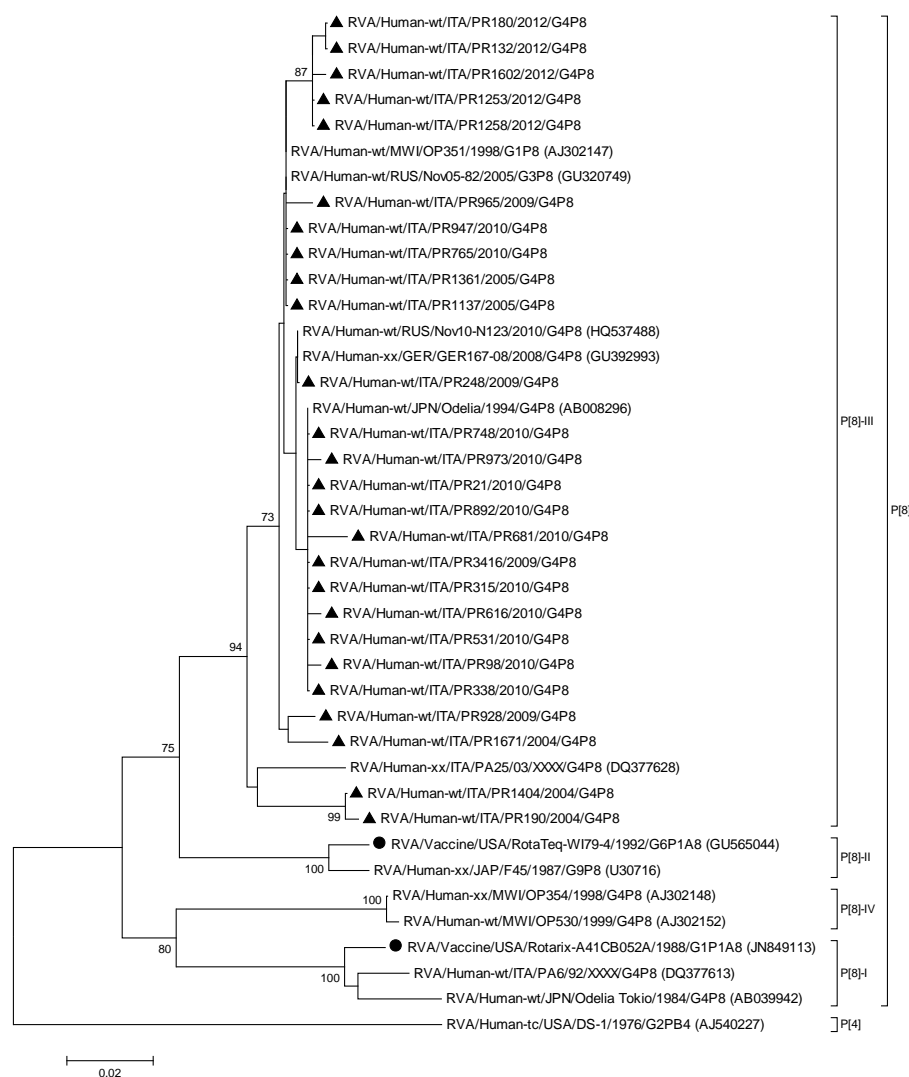 RVA/Human-wt/ITA/PR180/2012/G4P8
RVA/Human-wt/ITA/PR132/2012/G4P8
87
RVA/Human-wt/ITA/PR1602/2012/G4P8
RVA/Human-wt/ITA/PR1253/2012/G4P8
RVA/Human-wt/ITA/PR1258/2012/G4P8
RVA/Human-wt/MWI/OP351/1998/G1P8 (AJ302147)
RVA/Human-wt/RUS/Nov05-82/2005/G3P8 (GU320749)
RVA/Human-wt/ITA/PR965/2009/G4P8
RVA/Human-wt/ITA/PR947/2010/G4P8
RVA/Human-wt/ITA/PR765/2010/G4P8
RVA/Human-wt/ITA/PR1361/2005/G4P8
RVA/Human-wt/ITA/PR1137/2005/G4P8
RVA/Human-wt/RUS/Nov10-N123/2010/G4P8 (HQ537488)
RVA/Human-xx/GER/GER167-08/2008/G4P8 (GU392993)
RVA/Human-wt/ITA/PR248/2009/G4P8
RVA/Human-wt/JPN/Odelia/1994/G4P8 (AB008296)
P[8]-III
RVA/Human-wt/ITA/PR748/2010/G4P8
RVA/Human-wt/ITA/PR973/2010/G4P8
RVA/Human-wt/ITA/PR21/2010/G4P8
RVA/Human-wt/ITA/PR892/2010/G4P8
P[8]
73
RVA/Human-wt/ITA/PR681/2010/G4P8
RVA/Human-wt/ITA/PR3416/2009/G4P8
RVA/Human-wt/ITA/PR315/2010/G4P8
RVA/Human-wt/ITA/PR616/2010/G4P8
RVA/Human-wt/ITA/PR531/2010/G4P8
94
RVA/Human-wt/ITA/PR98/2010/G4P8
RVA/Human-wt/ITA/PR338/2010/G4P8
RVA/Human-wt/ITA/PR928/2009/G4P8
RVA/Human-wt/ITA/PR1671/2004/G4P8
75
RVA/Human-xx/ITA/PA25/03/XXXX/G4P8 (DQ377628)
RVA/Human-wt/ITA/PR1404/2004/G4P8
99
RVA/Human-wt/ITA/PR190/2004/G4P8
RVA/Vaccine/USA/RotaTeq-WI79-4/1992/G6P1A8 (GU565044)
P[8]-II
100
RVA/Human-xx/JAP/F45/1987/G9P8 (U30716)
RVA/Human-xx/MWI/OP354/1998/G4P8 (AJ302148)
100
P[8]-IV
RVA/Human-wt/MWI/OP530/1999/G4P8 (AJ302152)
80
RVA/Vaccine/USA/Rotarix-A41CB052A/1988/G1P1A8 (JN849113)
RVA/Human-wt/ITA/PA6/92/XXXX/G4P8 (DQ377613)
P[8]-I
100
RVA/Human-wt/JPN/Odelia Tokio/1984/G4P8 (AB039942)
RVA/Human-tc/USA/DS-1/1976/G2PB4 (AJ540227)
P[4]
0.02